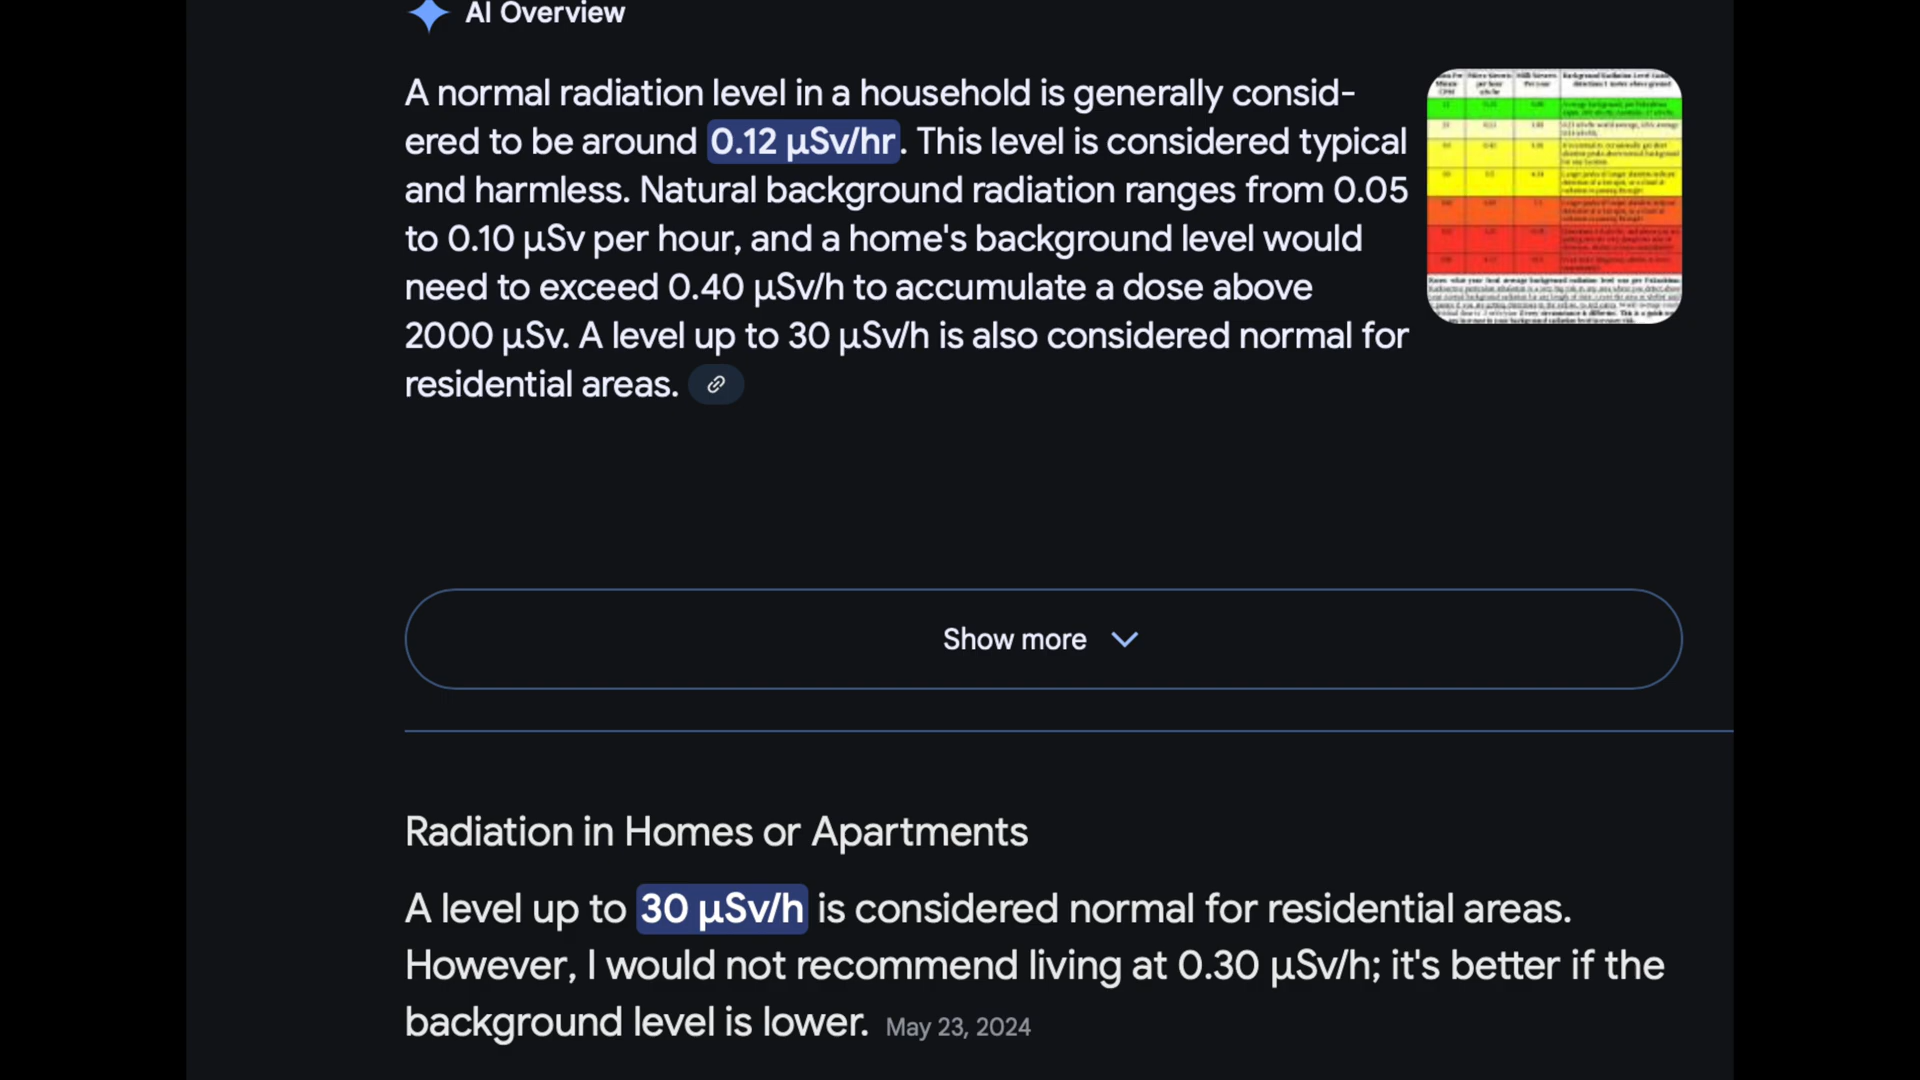 AI Overview
A normal radiation level in a household is generally consid-
ered to be around 0.12 μSv/hr. This level is considered typical
and harmless. Natural background radiation ranges from 0.05
to 0.10 μSv per hour, and a home's background level would
need to exceed 0.40 μSv/h to accumulate a dose above
2000 μSv. A level up to 30 μSv/h is also considered normal for
residential areas.
Show more
Radiation in Homes or Apartments
A level up to 30 μSv/h is considered normal for residential areas.
However, I would not recommend living at 0.30 μSv/h; it's better if the
background level is lower. May 23, 2024